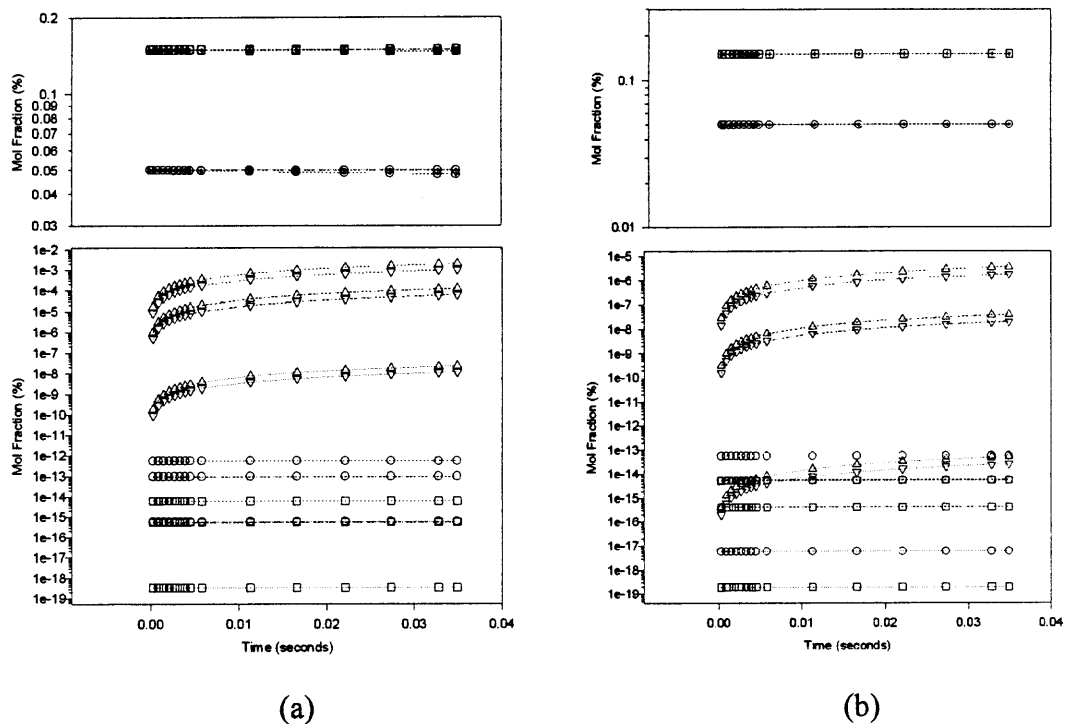 0.2
0.1
0.09
0.08
0.07
0.06
0.05
0.04
0.03
Mol Fraction (%)
1e-2
1e-3
1e-4
1e-5
1e-6
1e-7
1e-8
1e-9
1e-10
1e-11
1e-12
1e-13
1e-14
1e-15
1e-16
1e-17
1e-18
1e-19
Mol Fraction (%)
0.00 0.01 0.02 0.03 0.04
Time (seconds)
(a)
0.1
0.01
Mol Fraction (%)
1e-5
1e-6
1e-7
1e-8
1e-9
1e-10
1e-11
1e-12
1e-13
1e-14
1e-15
1e-16
1e-17
1e-18
1e-19
Mol Fraction (%)
0.00 0.01 0.02 0.03 0.04
Time (seconds)
(b)